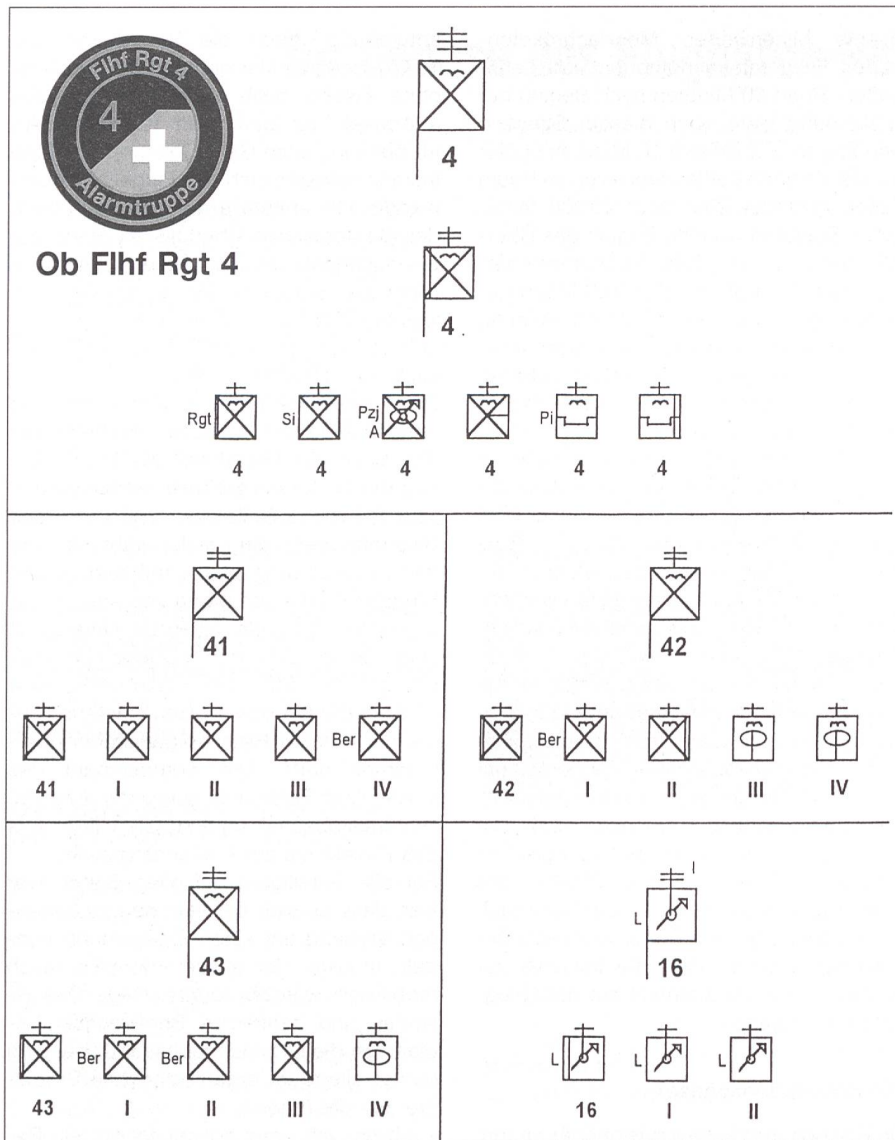 Flhf Rgt 4
4
Alarmtruppe
Ob Flhf Rgt 4
4
4
Rgt Si Pzj A Pi
4 4 4 4 4 4
41 42
Ber Ber
41 I II III IV 42 I II III IV
43 16
I
L
Ber Ber L L L
43 I II III IV 16 I II